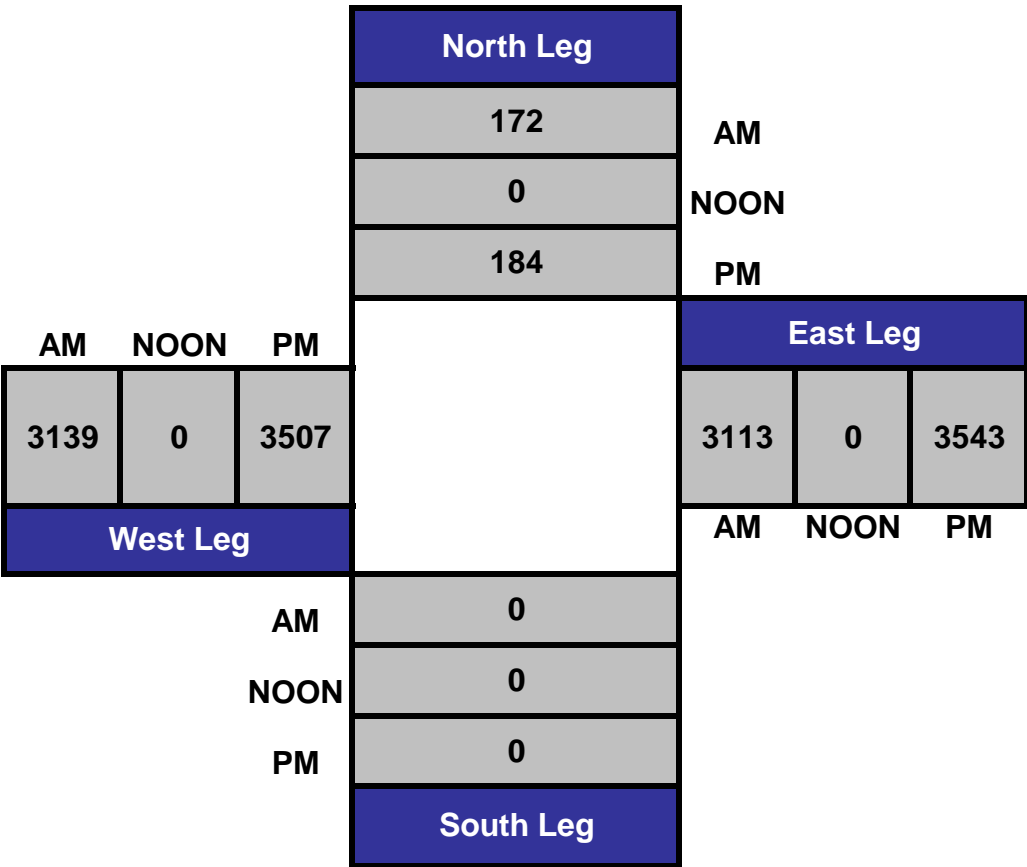 North Leg
172 AM
0 NOON
184 PM
East Leg
AM NOON PM
3139 0 3507
3113 0 3543
West Leg
AM NOON PM
AM 0
NOON 0
PM 0
South Leg